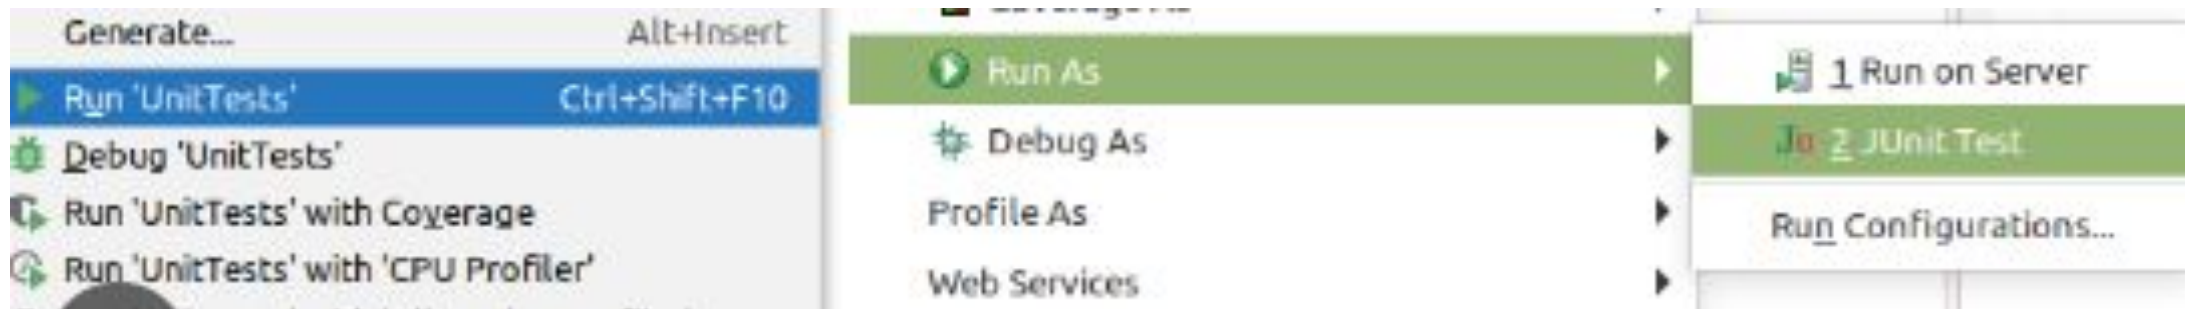 Generate... Alt+Insert
Run 'UnitTests' Ctrl+Shift+F10
Debug 'UnitTests'
Run 'UnitTests' with Coverage
Run 'UnitTests' with 'CPU Profiler'
Run As
Debug As
Profile As
Web Services
1 Run on Server
Ju 2 JUnit Test
Run Configurations...